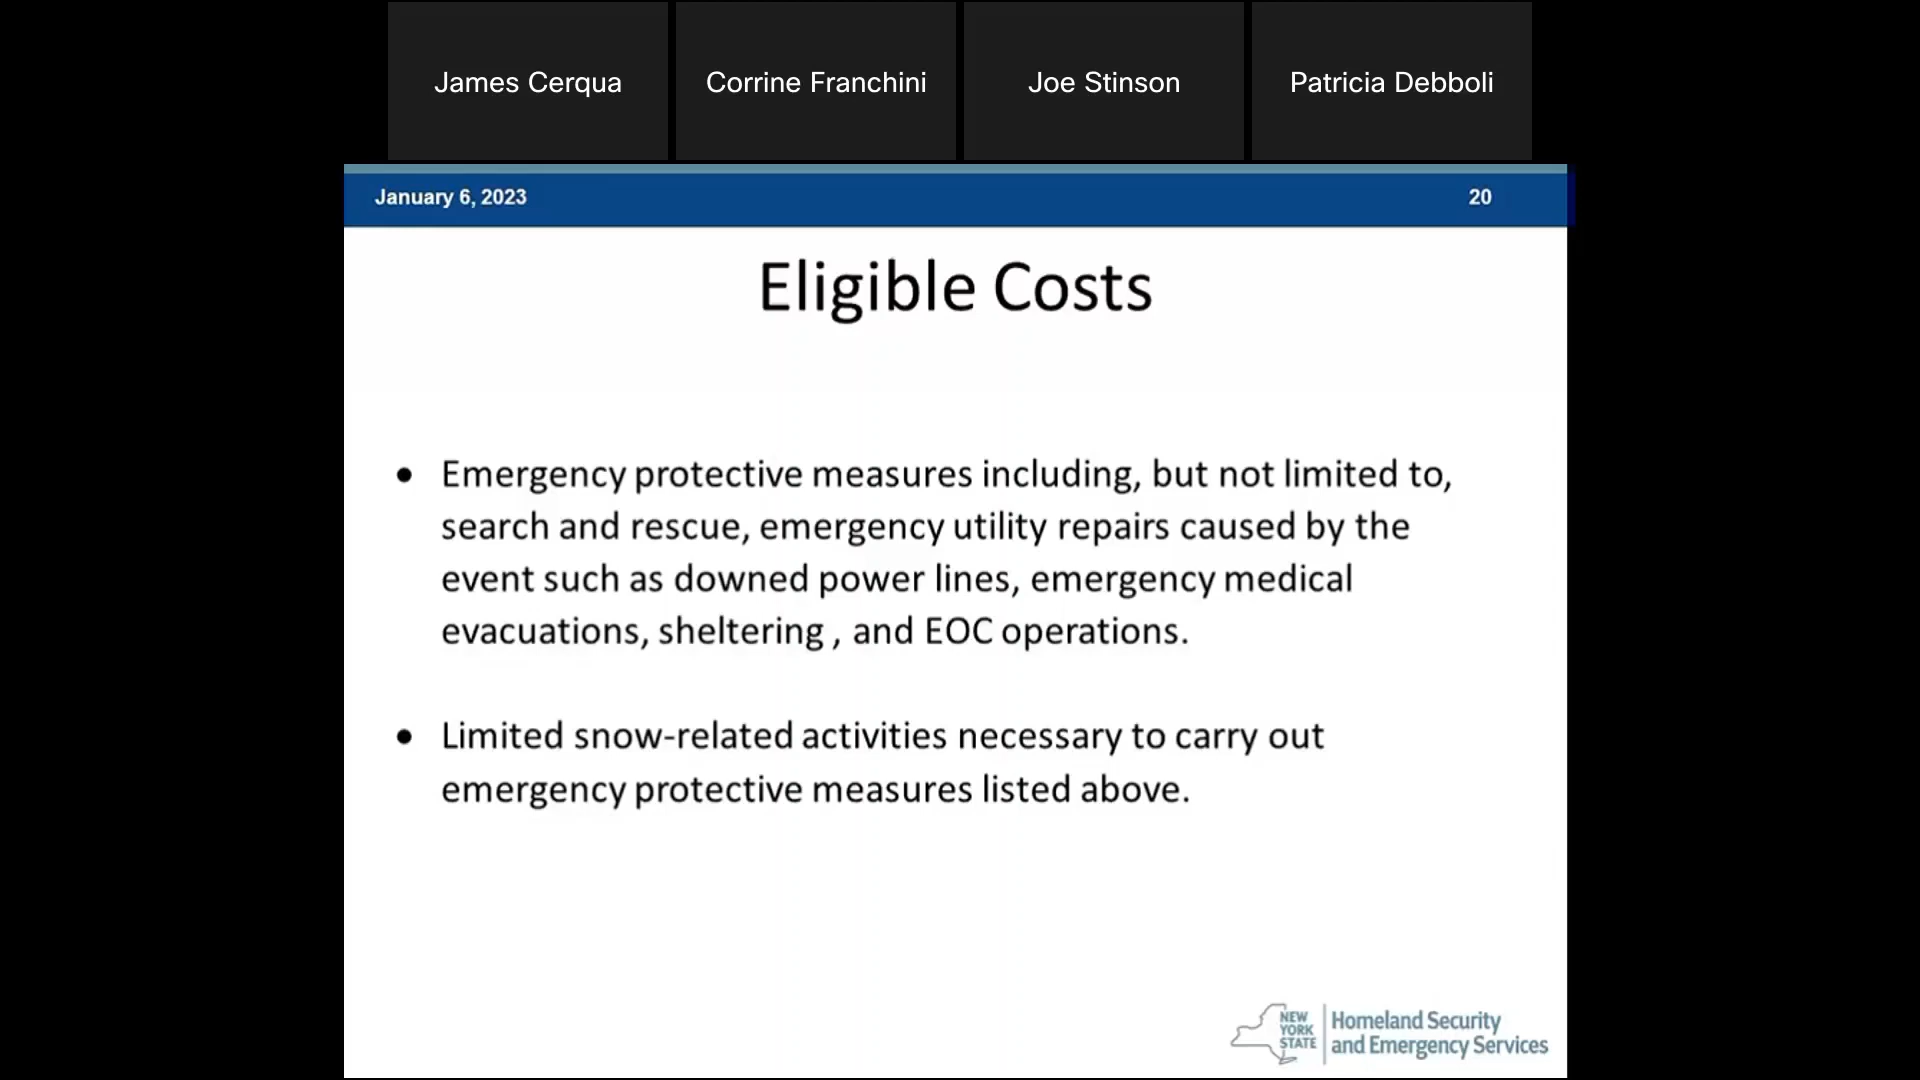 James Cerqua
Corrine Franchini
Joe Stinson
Patricia Debboli
January 6, 2023
20
Eligible Costs
• Emergency protective measures including, but not limited to,
search and rescue, emergency utility repairs caused by the
event such as downed power lines, emergency medical
evacuations, sheltering , and EOC operations.
• Limited snow-related activities necessary to carry out
emergency protective measures listed above.
NEW
YORK
STATE
Homeland Security
and Emergency Services